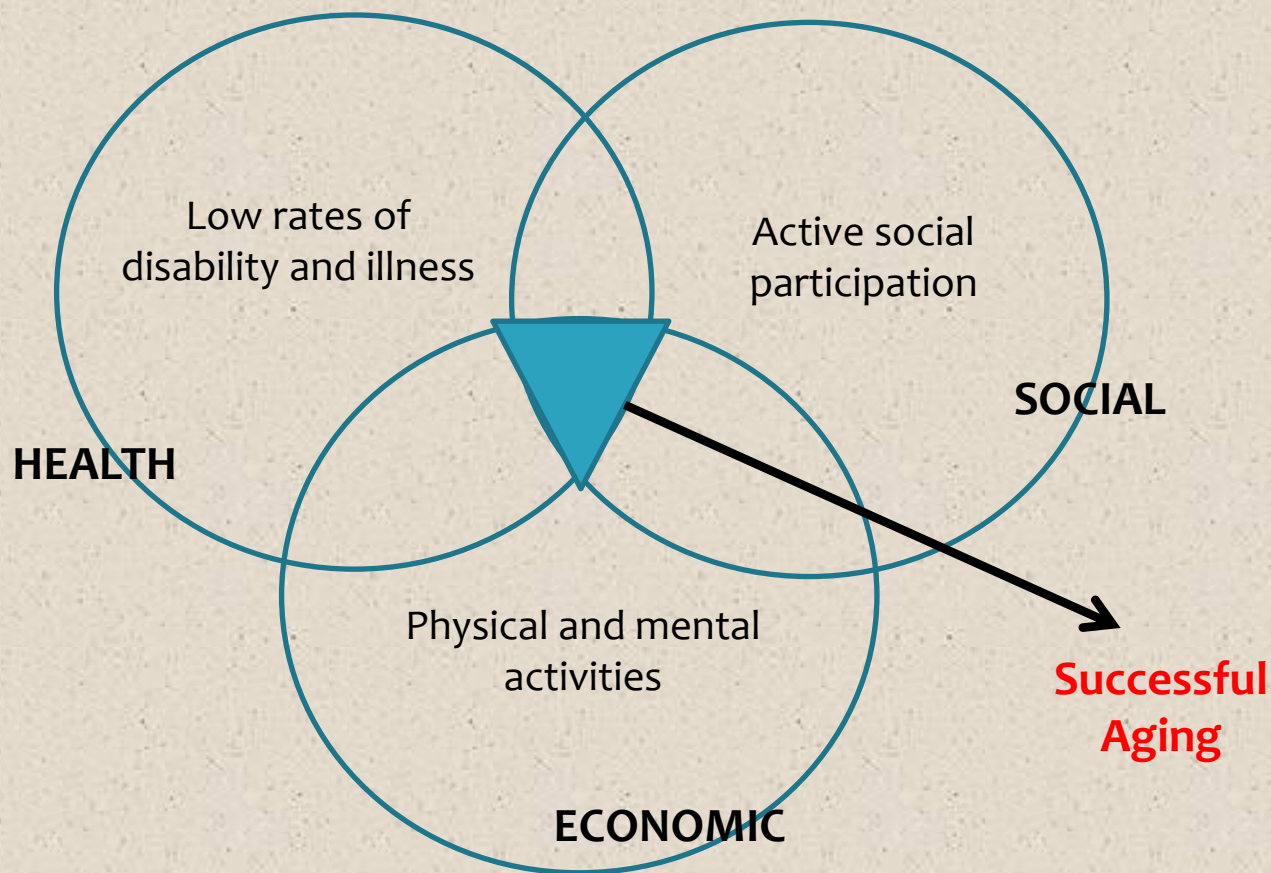 Low rates of
disability and illness
Active social
participation
SOCIAL
HEALTH
Physical and mental
activities
Successful
Aging
ECONOMIC